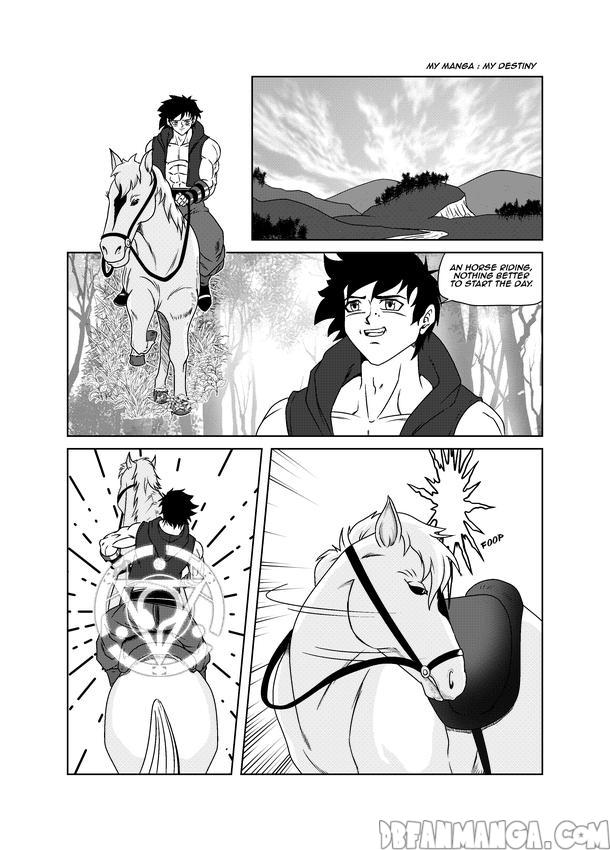 MY MANGA : MY DESTINY
AN HORSE RIDING,
NOTHING BETTER
TO START THE DAY.
FOOP
DBFANMANGA.COM